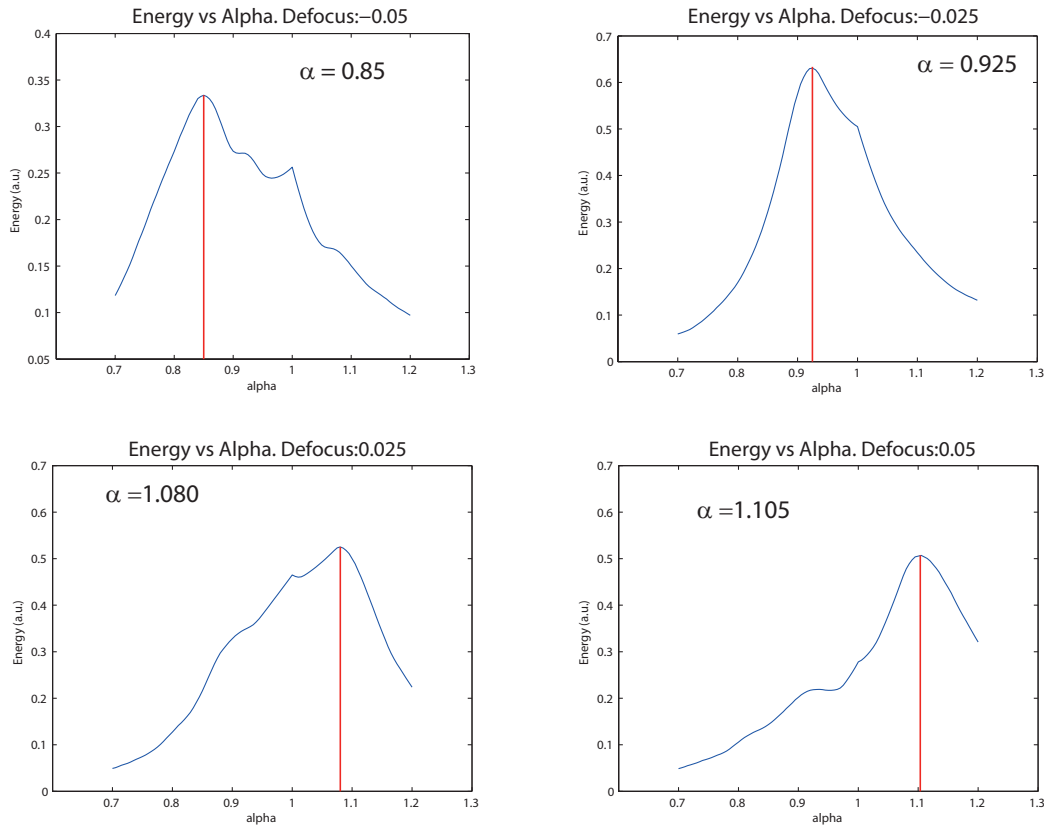 Energy vs Alpha. Defocus:−0.05
α = 0.85
0.4
0.35
0.3
0.25
0.2
0.15
0.1
0.05
Energy (a.u.)
0.7 0.8 0.9 1 1.1 1.2 1.3
alpha
Energy vs Alpha. Defocus:−0.025
α = 0.925
0.7
0.6
0.5
0.4
0.3
0.2
0.1
0
Energy (a.u.)
0.7 0.8 0.9 1 1.1 1.2 1.3
alpha
Energy vs Alpha. Defocus:0.025
α =1.080
0.7
0.6
0.5
0.4
0.3
0.2
0.1
0
Energy (a.u.)
0.7 0.8 0.9 1 1.1 1.2 1.3
alpha
Energy vs Alpha. Defocus:0.05
α =1.105
0.7
0.6
0.5
0.4
0.3
0.2
0.1
0
Energy (a.u.)
0.7 0.8 0.9 1 1.1 1.2 1.3
alpha